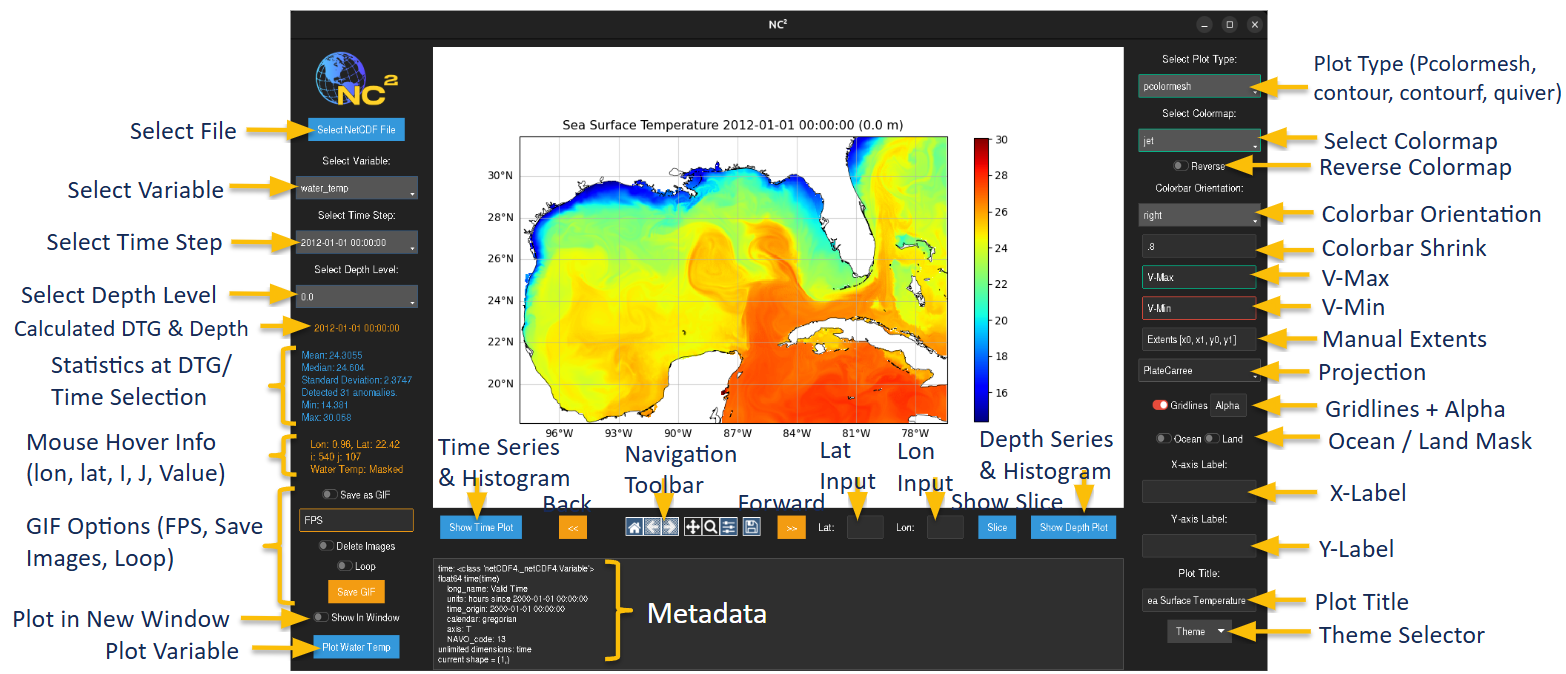 NC²
NC²
Select File
Select NetCDF File
Select Variable:
Select Variable
water_temp
Select Time Step:
Select Time Step
2012-01-01 00:00:00
Select Depth Level:
Select Depth Level
0.0
Calculated DTG & Depth
2012-01-01 00:00:00
Statistics at DTG/
Time Selection
Mean: 24.3055
Median: 24.604
Standard Deviation: 2.3747
Detected 31 anomalies.
Min: 14.381
Max: 30.058
Mouse Hover Info
(lon, lat, I, J, Value)
Lon: 0.96, Lat: 22.42
i: 540 j: 107
Water Temp: Masked
GIF Options (FPS, Save
Images, Loop)
Save as GIF
FPS
Delete Images
Loop
Save GIF
Plot in New Window
Show In Window
Plot Variable
Plot Water Temp
Sea Surface Temperature 2012-01-01 00:00:00 (0.0 m)
30°N
28°N
26°N
24°N
22°N
20°N
96°W
93°W
90°W
87°W
84°W
81°W
78°W
30
28
26
24
22
20
18
16
Time Series
& Histogram
Back
Navigation
Toolbar
Forward
Lat
Input
Lon
Input
Show Slice
Depth Series
& Histogram
Show Time Plot
<<
>>
Lat:
Lon:
Slice
Show Depth Plot
time: <class 'netCDF4._netCDF4.Variable'>
float64 time(time)
long_name: Valid Time
units: hours since 2000-01-01 00:00:00
time_origin: 2000-01-01 00:00:00
calendar: gregorian
axis: T
NAVO_code: 13
unlimited dimensions: time
current shape = (1,)
Metadata
Select Plot Type:
pcolormesh
Plot Type (Pcolormesh,
contour, contourf, quiver)
Select Colormap:
jet
Select Colormap
Reverse
Reverse Colormap
Colorbar Orientation:
right
Colorbar Orientation
.8
Colorbar Shrink
V-Max
V-Max
V-Min
V-Min
Extents [x0, x1, y0, y1]
Manual Extents
PlateCarree
Projection
Gridlines
Alpha
Gridlines + Alpha
Ocean
Land
Ocean / Land Mask
X-axis Label:
X-Label
Y-axis Label:
Y-Label
Plot Title:
ea Surface Temperature
Plot Title
Theme
Theme Selector